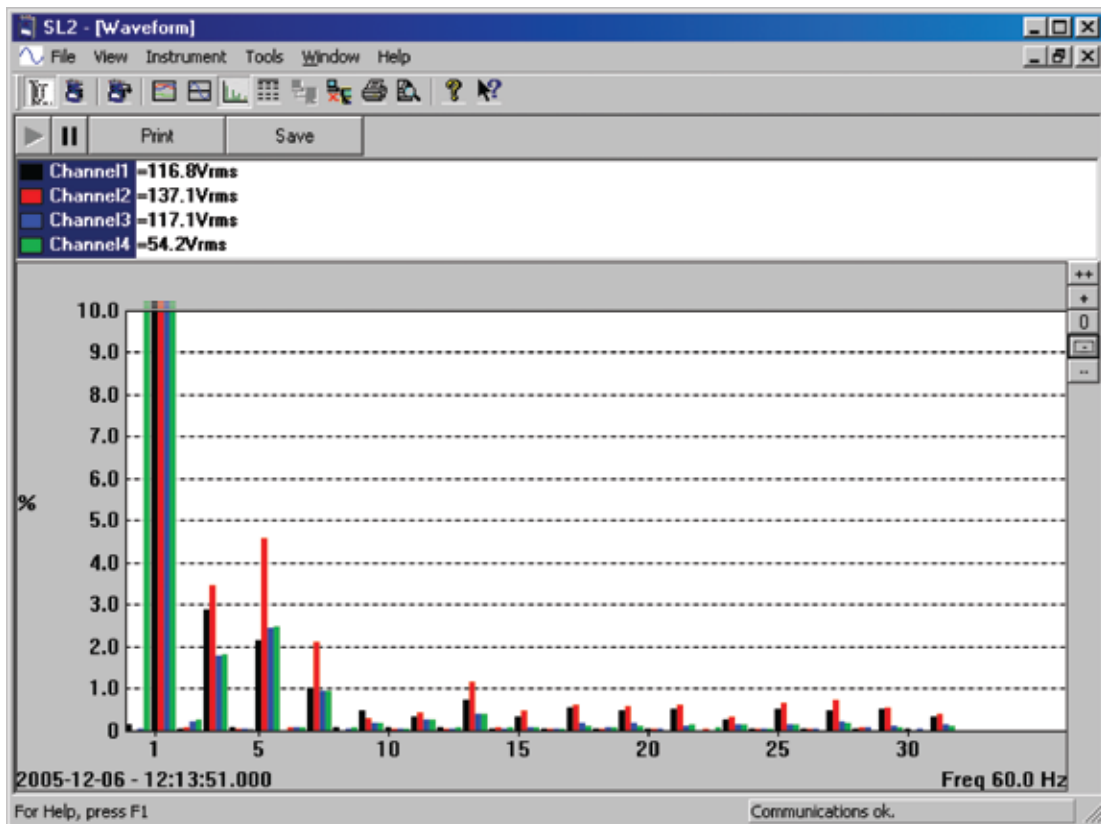 SL2 - [Waveform]
File View Instrument Tools Window Help
Print Save
Channel1 =116.8Vrms
Channel2 =137.1Vrms
Channel3 =117.1Vrms
Channel4 =54.2Vrms
++
+
0
-
--
10.0
9.0
8.0
7.0
6.0
%
5.0
4.0
3.0
2.0
1.0
0
1 5 10 15 20 25 30
2005-12-06 - 12:13:51.000 Freq 60.0 Hz
For Help, press F1 Communications ok.